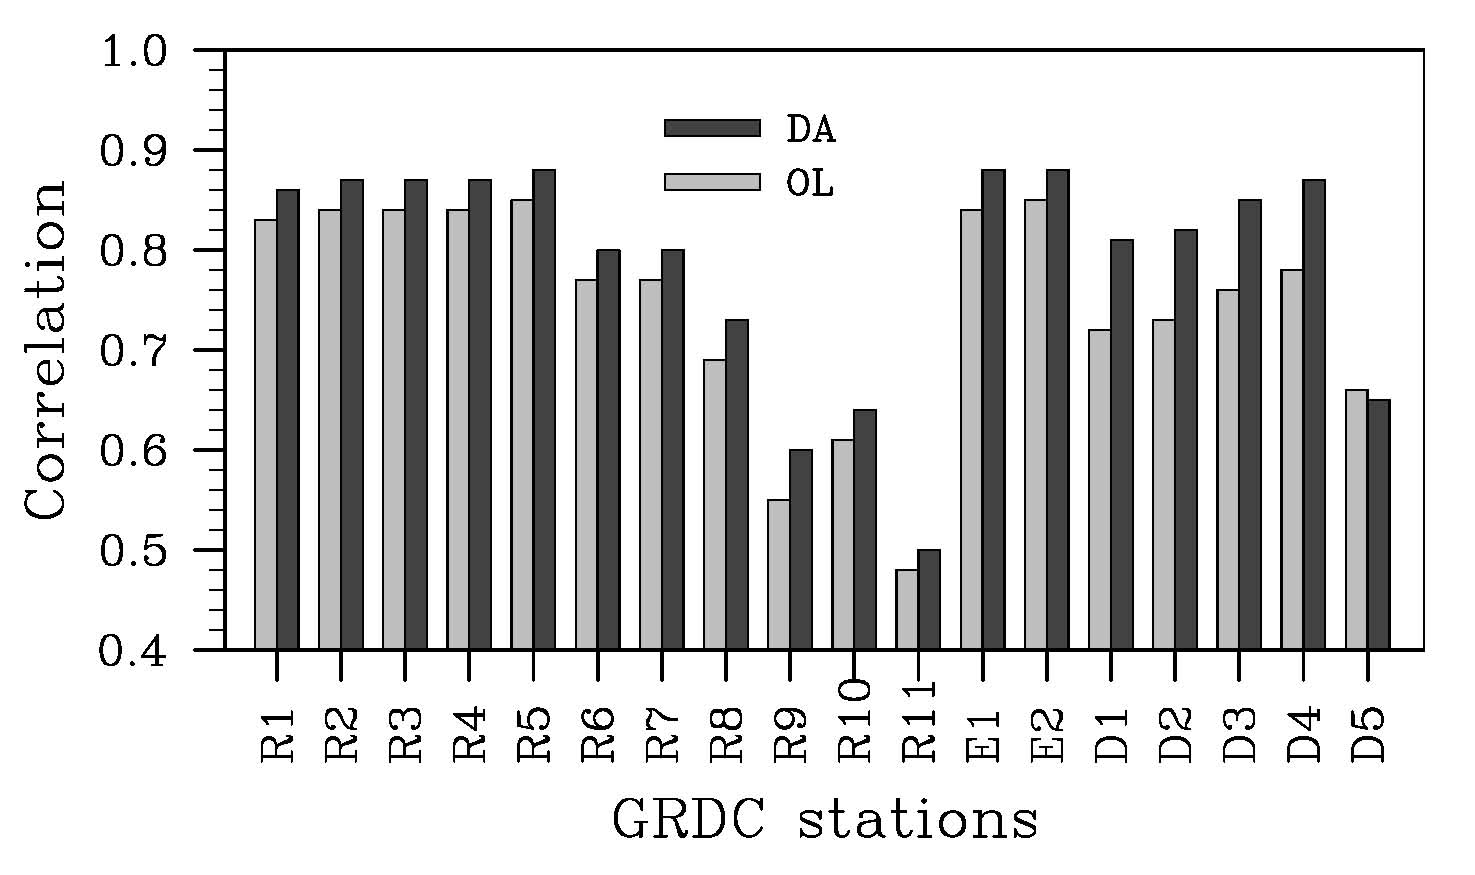 1.0
0.9
0.8
0.7
0.6
0.5
0.4
Correlation
DA
OL
R1
R2
R3
R4
R5
R6
R7
R8
R9
R10
R11
E1
E2
D1
D2
D3
D4
D5
GRDC stations